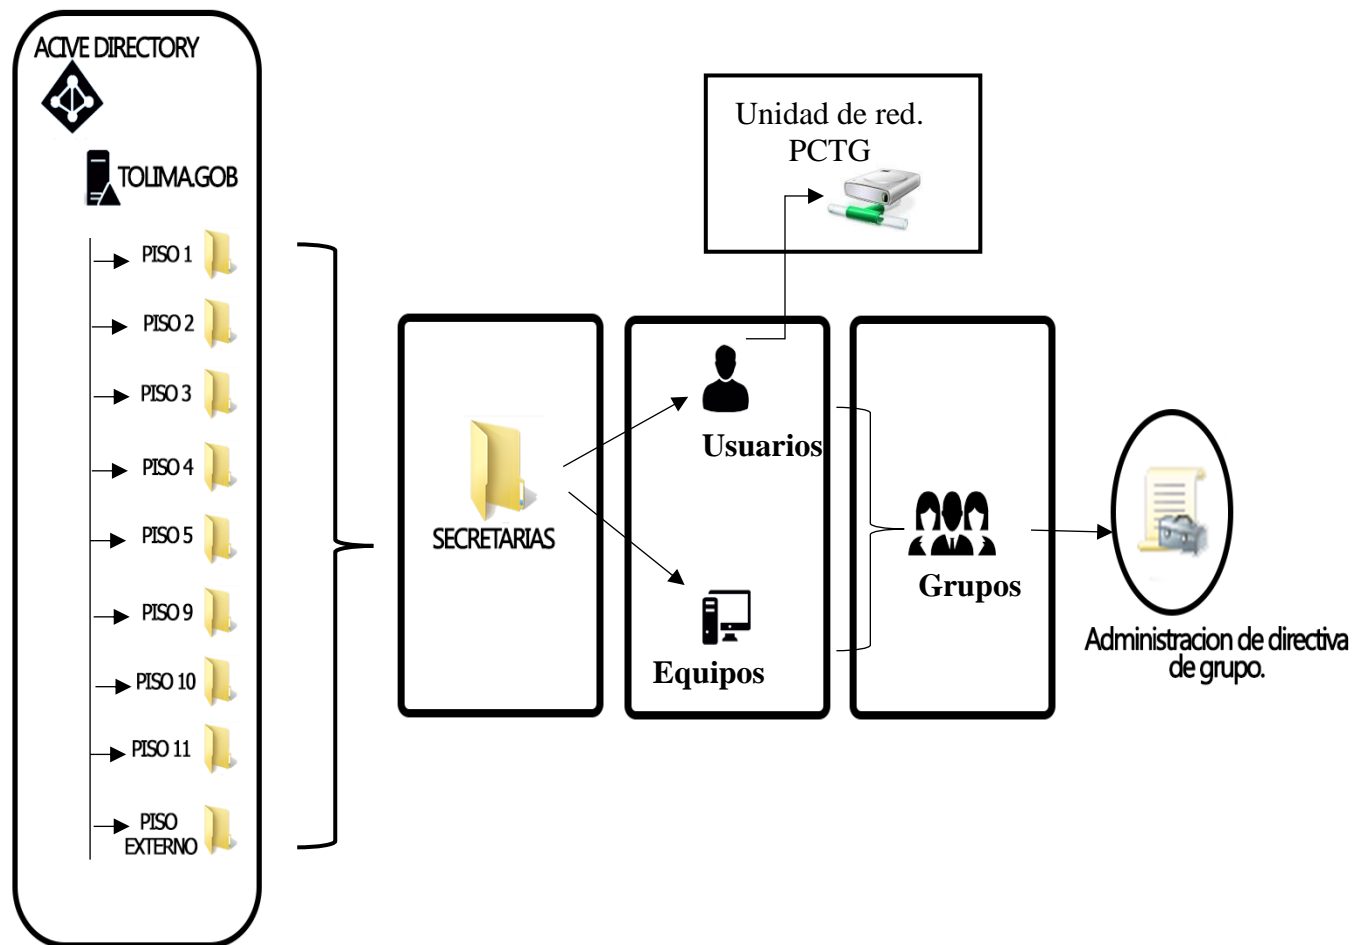 ACIVE DIRECTORY
TOLIMA.GOB
PISO 1
PISO 2
PISO 3
PISO 4
PISO 5
PISO 9
PISO 10
PISO 11
PISO
EXTERNO
SECRETARIAS
Unidad de red.
PCTG
Usuarios
Equipos
Grupos
Administracion de directiva
de grupo.